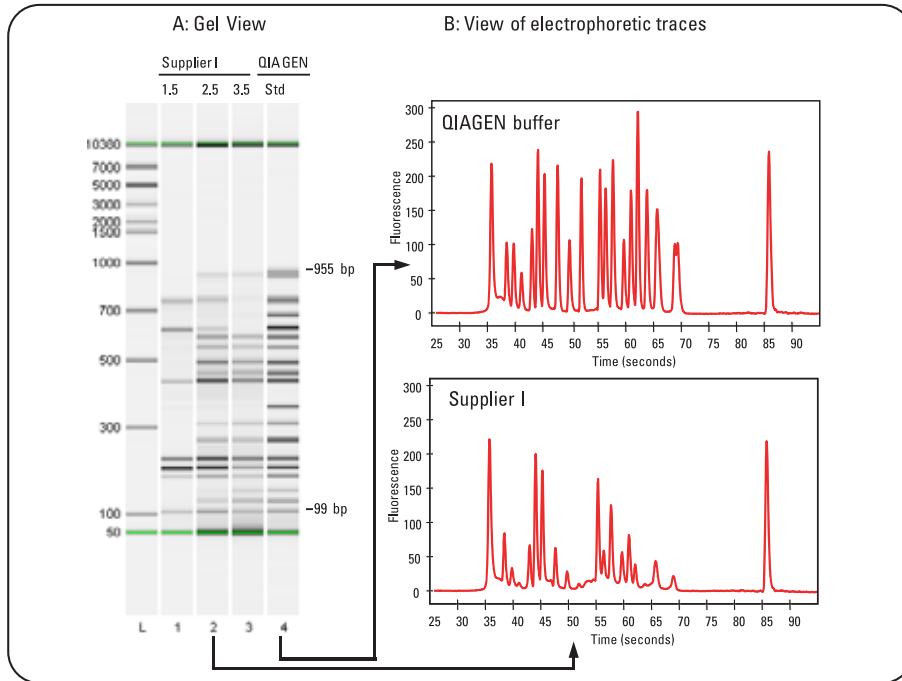 A: Gel View
B: View of electrophoretic traces
Supplier I QIAGEN
1.5 2.5 3.5 Std
10380
7000
5000
3000
2000
1500
1000
700
500
300
100
50
-955 bp
-99 bp
L 1 2 3 4
QIAGEN buffer
Fluorescence
300
250
200
150
100
50
0
25 30 35 40 45 50 55 60 65 70 75 80 85 90
Time (seconds)
Supplier I
Fluorescence
300
250
200
150
100
50
0
25 30 35 40 45 50 55 60 65 70 75 80 85 90
Time (seconds)